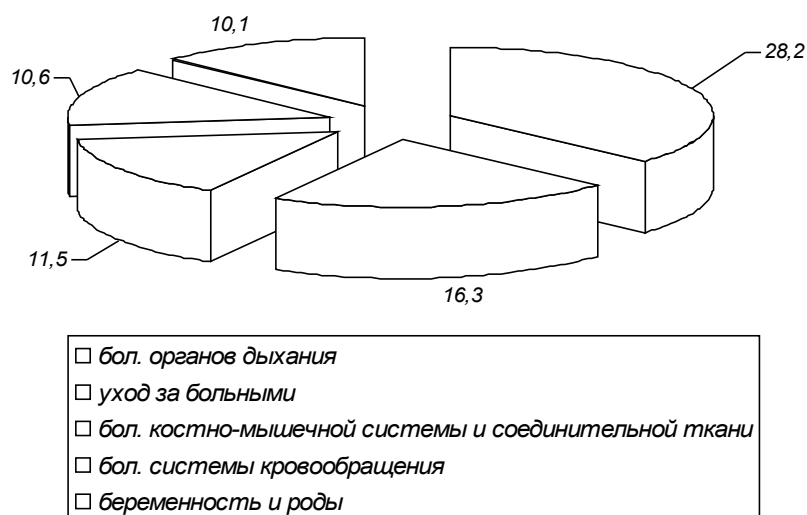 10,1
28,2
10,6
11,5
16,3
бол. органов дыхания
уход за больными
бол. костно-мышечной системы и соединительной ткани
бол. системы кровообращения
беременность и роды